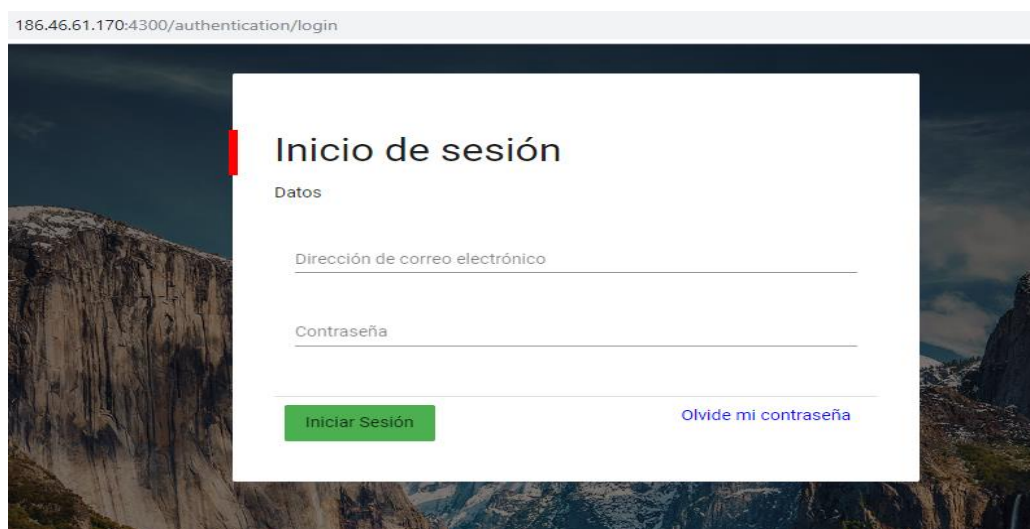 186.46.61.170:4300/authentication/login
Inicio de sesión
Datos
Dirección de correo electrónico
Contraseña
Iniciar Sesión
Olvide mi contraseña